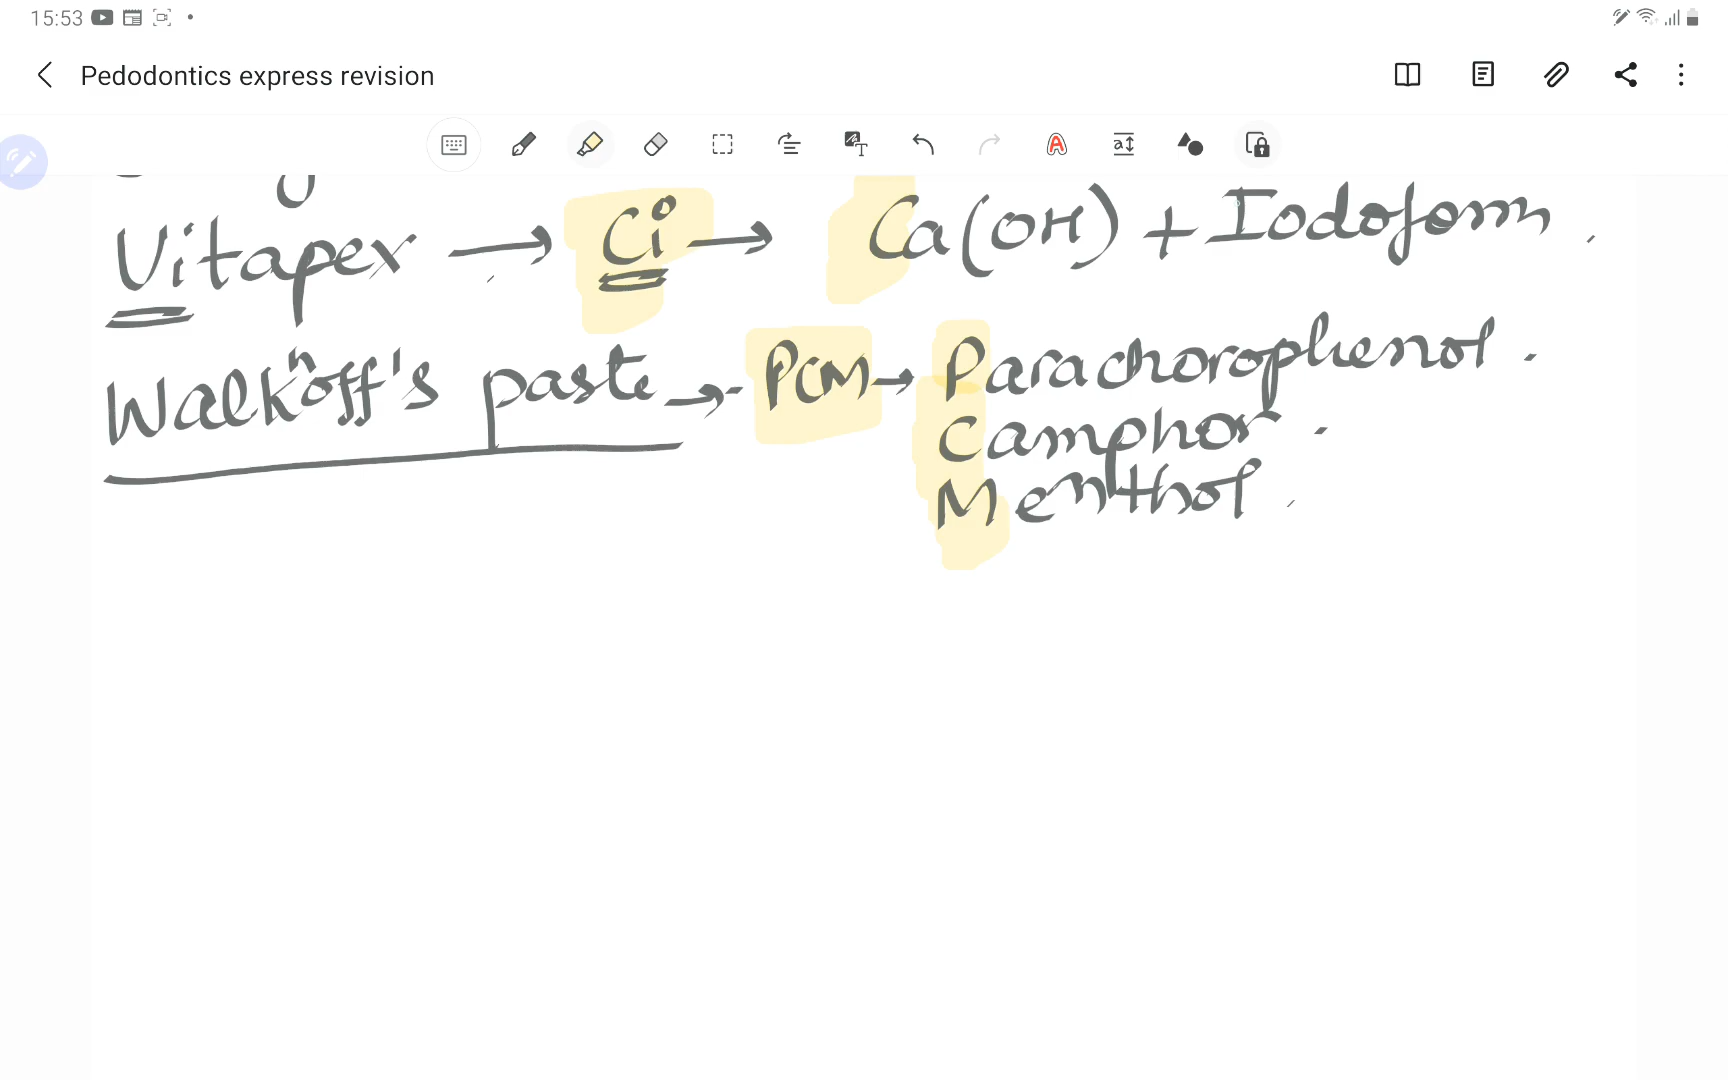 15:53
Pedodontics express revision
Vitapex → Ci → Ca(OH) + Iodoform.
Walkhoff's paste → PCM → Parachorophenol.
Camphor.
Menthol.